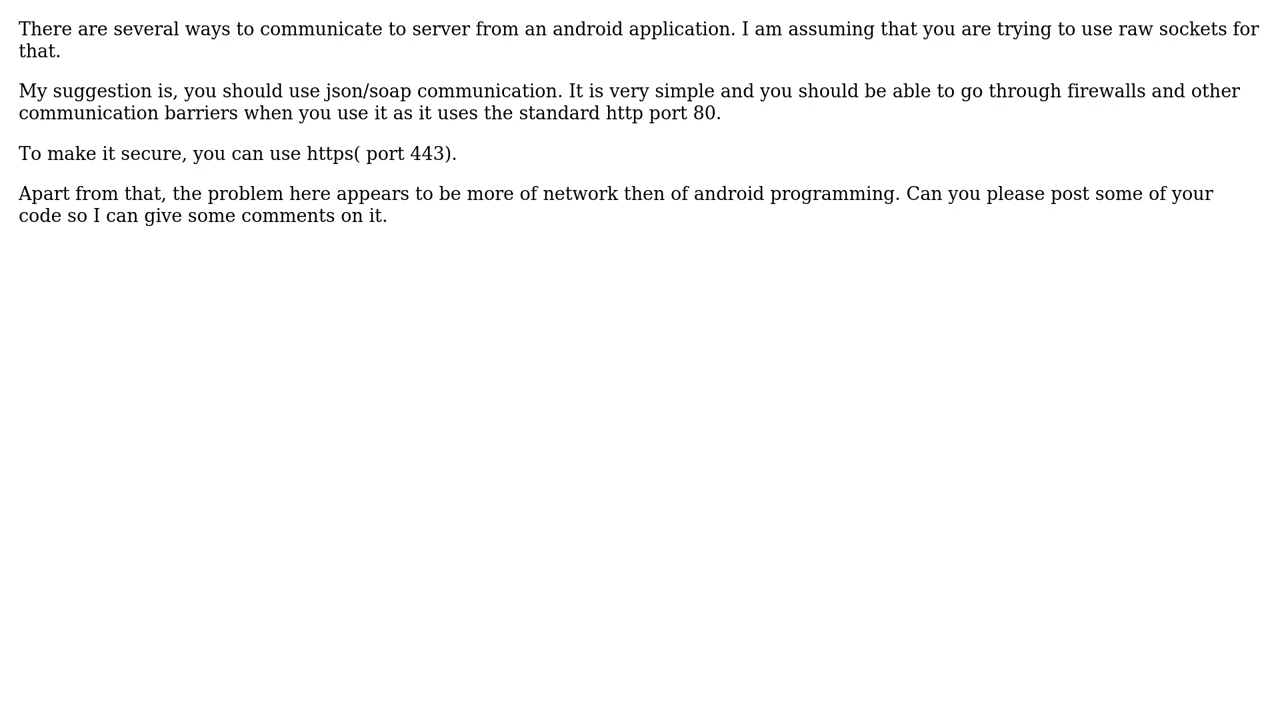 There are several ways to communicate to server from an android application. I am assuming that you are trying to use raw sockets for
that.
My suggestion is, you should use json/soap communication. It is very simple and you should be able to go through firewalls and other
communication barriers when you use it as it uses the standard http port 80.
To make it secure, you can use https( port 443).
Apart from that, the problem here appears to be more of network then of android programming. Can you please post some of your
code so I can give some comments on it.